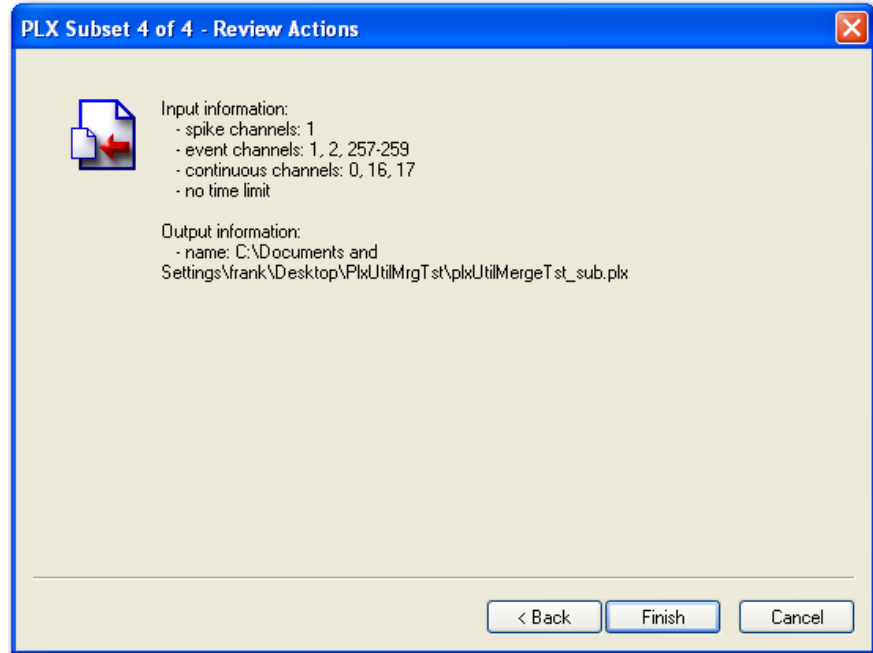 PLX Subset 4 of 4 - Review Actions
Input information:
- spike channels: 1
- event channels: 1, 2, 257-259
- continuous channels: 0, 16, 17
- no time limit
Output information:
- name: C:\Documents and
Settings\frank\Desktop\PlxUtilMrgTst\plxUtilMergeTst_sub.plx
< Back
Finish
Cancel